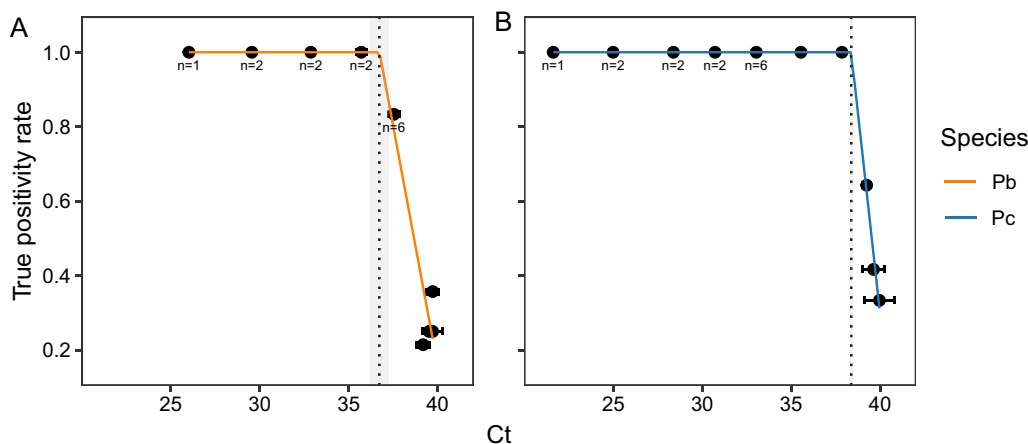 A
B
True positivity rate
1.0
0.8
0.6
0.4
0.2
n=1
n=2
n=2
n=2
n=6
n=1
n=2
n=2
n=2
n=6
25
30
35
40
25
30
35
40
Ct
Species
Pb
Pc